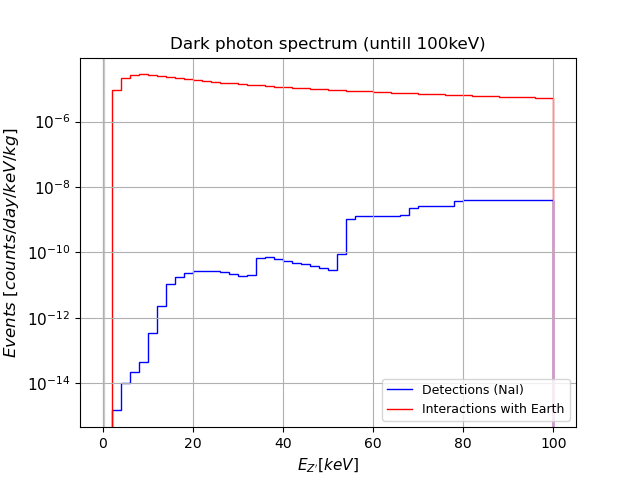 Dark photon spectrum (untill 100keV)
Events [counts/day/keV/kg]
10⁻⁶
10⁻⁸
10⁻¹⁰
10⁻¹²
10⁻¹⁴
Detections (NaI)
Interactions with Earth
0 20 40 60 80 100
E_{Z'}[keV]